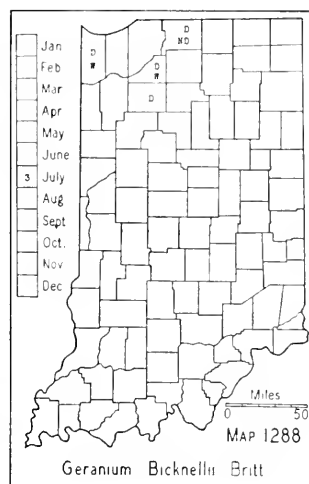 Jan
Feb
Mar
Apr
May
June
3 July
Aug
Sept
Oct.
Nov
Dec
D
ND
D
W
D
W
D
Miles
0 50
MAP 1288
Geranium Bicknellii Britt